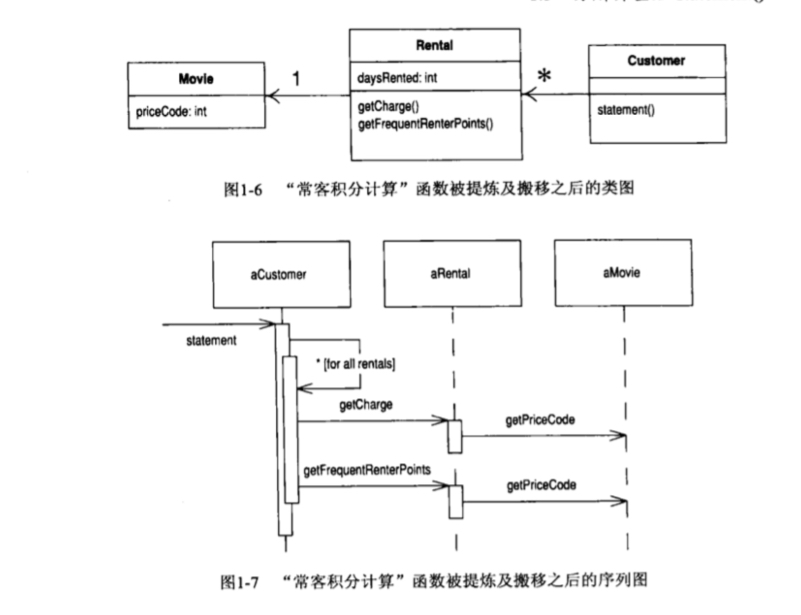 Movie
priceCode: int
1
Rental
daysRented: int
getCharge()
getFrequentRenterPoints()
*
Customer
statement()
图1-6 “常客积分计算”函数被提炼及搬移之后的类图
aCustomer
aRental
aMovie
statement
* [for all rentals]
getCharge
getPriceCode
getFrequentRenterPoints
getPriceCode
图1-7 “常客积分计算”函数被提炼及搬移之后的序列图